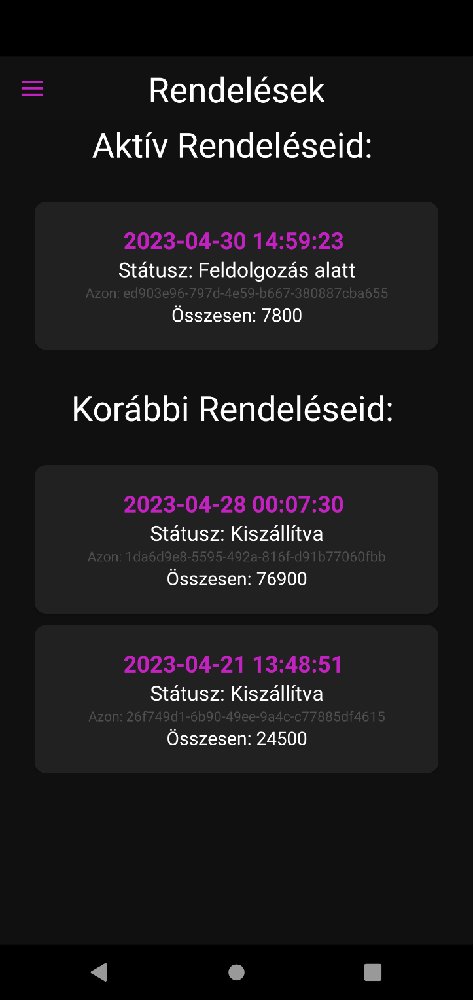 Rendelések
Aktív Rendeléseid:
2023-04-30 14:59:23
Státusz: Feldolgozás alatt
Azon: ed903e96-797d-4e59-b667-380887cba655
Összesen: 7800
Korábbi Rendeléseid:
2023-04-28 00:07:30
Státusz: Kiszállítva
Azon: 1da6d9e8-5595-492a-816f-d91b77060fbb
Összesen: 76900
2023-04-21 13:48:51
Státusz: Kiszállítva
Azon: 26f749d1-6b90-49ee-9a4c-c77885df4615
Összesen: 24500